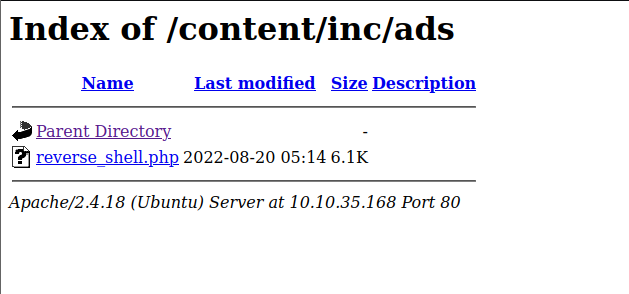 Index of /content/inc/ads
Name Last modified Size Description
Parent Directory -
? reverse_shell.php 2022-08-20 05:14 6.1K
Apache/2.4.18 (Ubuntu) Server at 10.10.35.168 Port 80